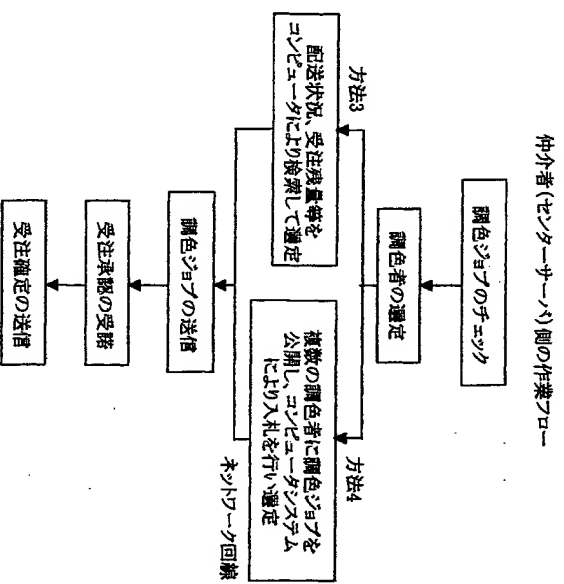 仲介者(センターサーバ)側の作業フロー
調色ジョブのチェック
調色者の選定
方法3
配送状況、受注残量等を
コンピュータにより検索して選定
方法4
複数の調色者に調色ジョブを
公開し、コンピュータシステム
により入札を行い選定
ネットワーク回線
調色ジョブの送信
受注承認の受諾
受注確定の送信